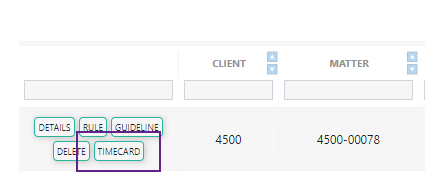 CLIENT MATTER
DETAILS RULE GUIDELINE
DELETE TIMECARD
4500 4500-00078